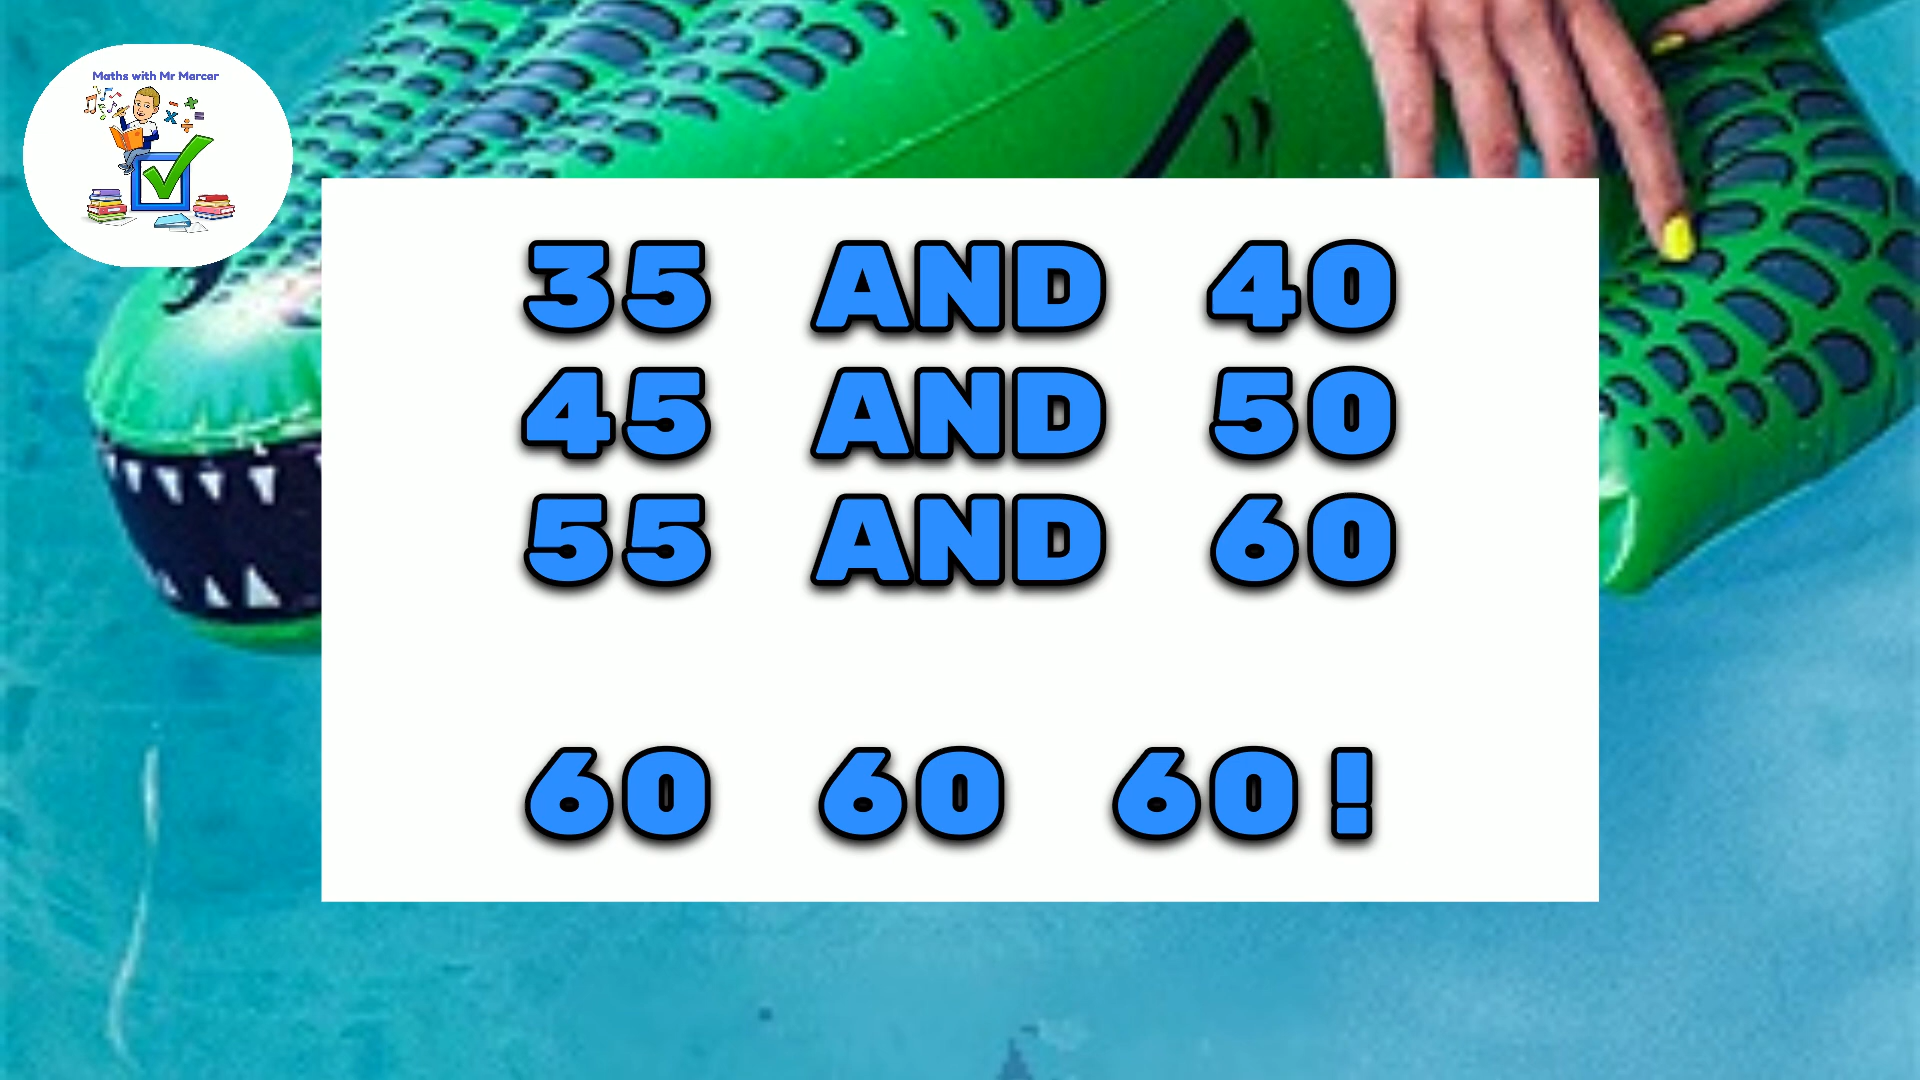 Maths with Mr Mercer
35 AND 40
45 AND 50
55 AND 60
60 60 60!